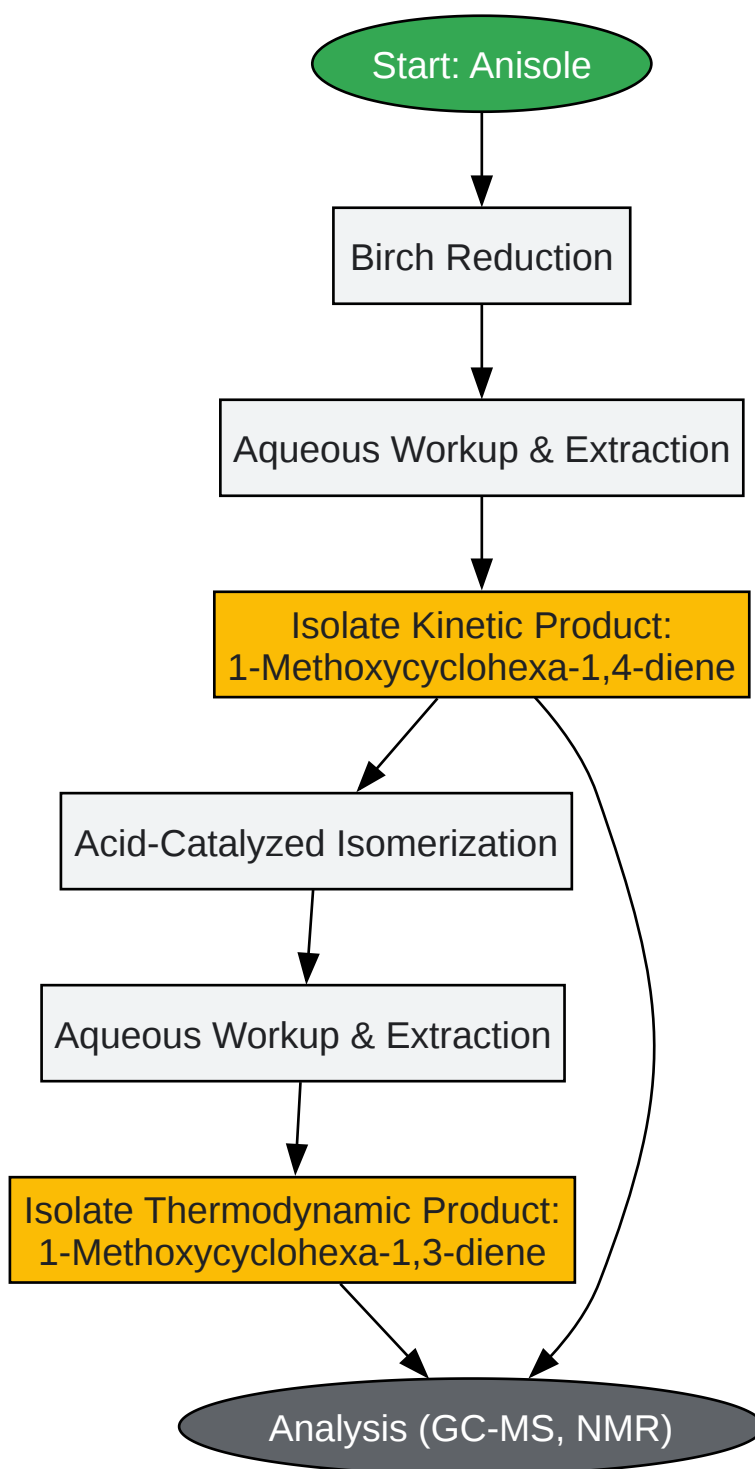 Start: Anisole
Birch Reduction
Aqueous Workup & Extraction
Isolate Kinetic Product:
1-Methoxycyclohexa-1,4-diene
Acid-Catalyzed Isomerization
Aqueous Workup & Extraction
Isolate Thermodynamic Product:
1-Methoxycyclohexa-1,3-diene
Analysis (GC-MS, NMR)